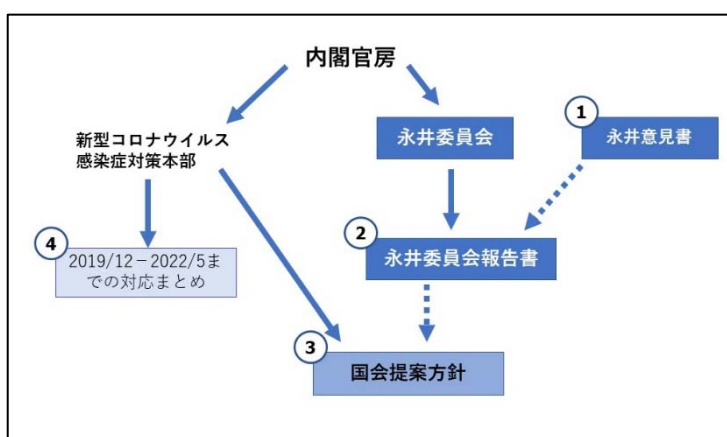 内閣官房
新型コロナウイルス
感染症対策本部
永井委員会
1
永井意見書
2
永井委員会報告書
4
2019/12－2022/5ま
での対応まとめ
3
国会提案方針